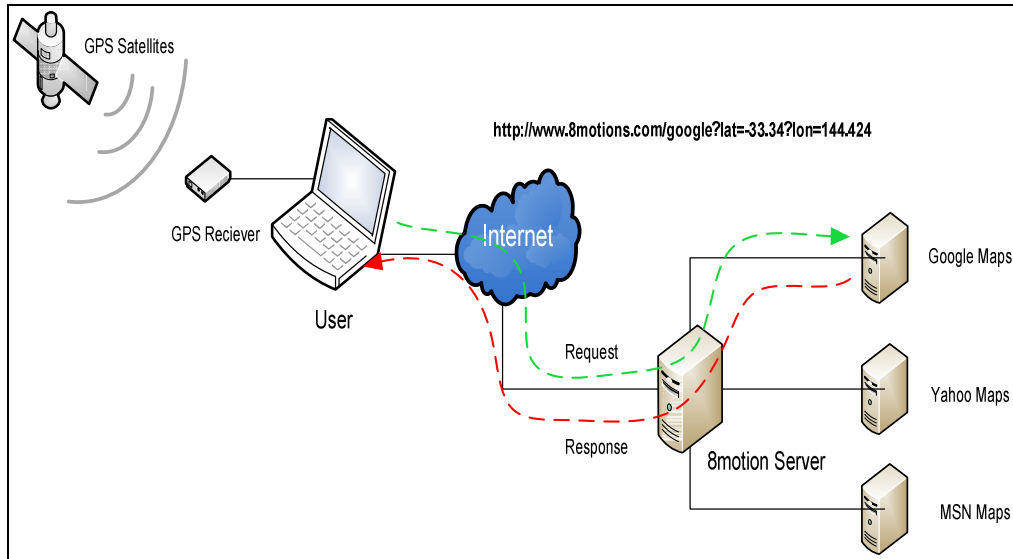 GPS Satellites
http://www.8motions.com/google?lat=-33.34?lon=144.424
GPS Reciever
Internet
Google Maps
User
Request
Yahoo Maps
Response
8motion Server
MSN Maps